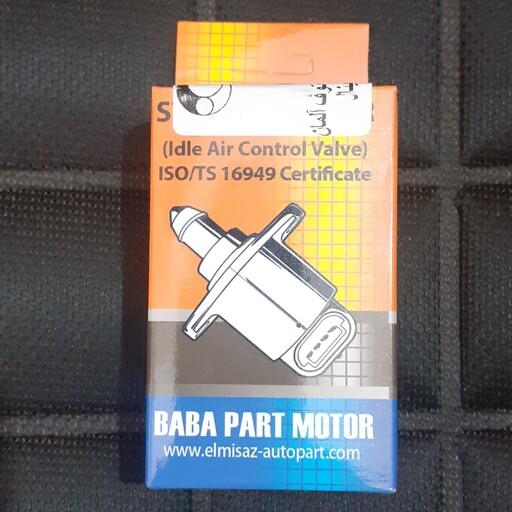 (Idle Air Control Valve)
ISO/TS 16949 Certificate
BABA PART MOTOR
www.elmisaz-autopart.com